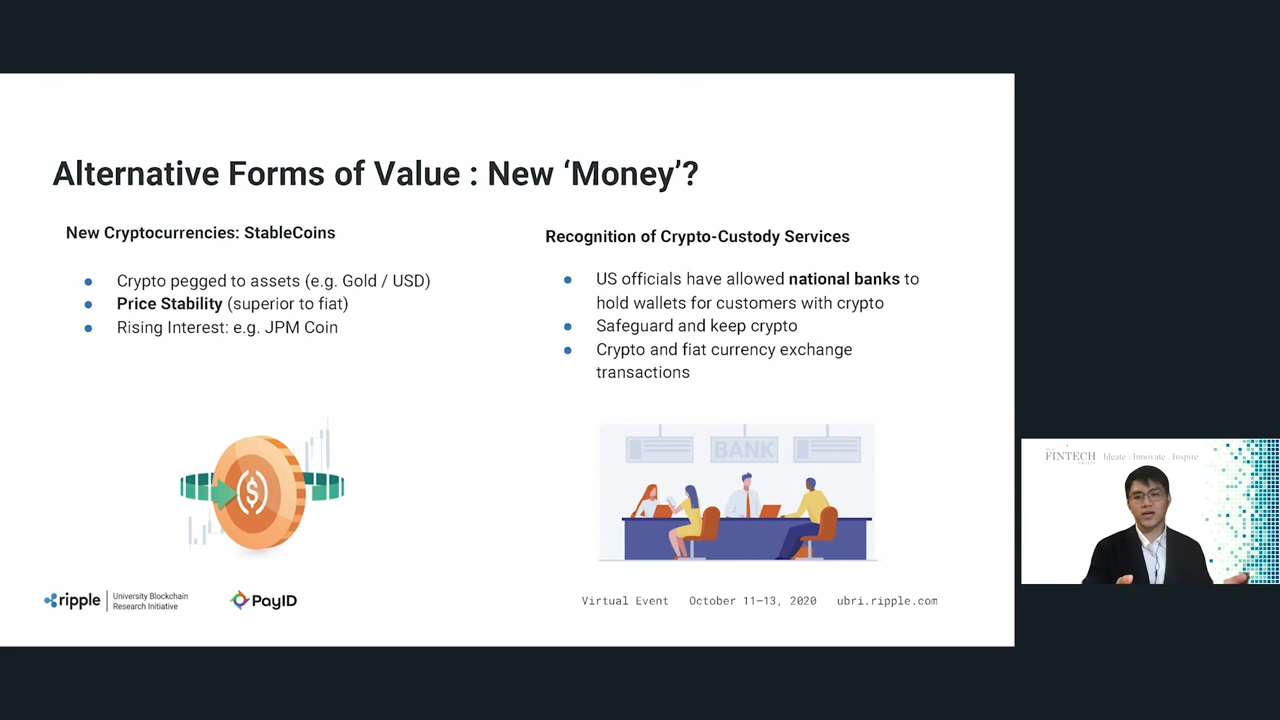 Alternative Forms of Value : New ‘Money’?
New Cryptocurrencies: StableCoins
Crypto pegged to assets (e.g. Gold / USD)
Price Stability (superior to fiat)
Rising Interest: e.g. JPM Coin
Recognition of Crypto-Custody Services
US officials have allowed national banks to
hold wallets for customers with crypto
Safeguard and keep crypto
Crypto and fiat currency exchange
transactions
BANK
ripple
University Blockchain
Research Initiative
PayID
Virtual Event October 11–13, 2020 ubri.ripple.com
FINTECH
Ideate . Innovate . Inspire